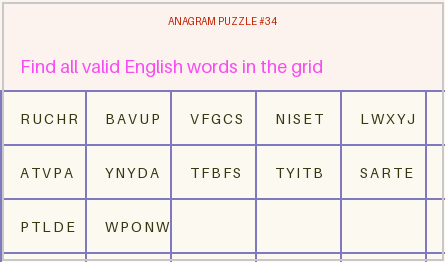 ANAGRAM PUZZLE #34
Find all valid English words in the grid
RUCHR BAVUP VFGCS NISET LWXYJ
ATVPA YNYDA TFBFS TYITB SARTE
PTLDE WPONW